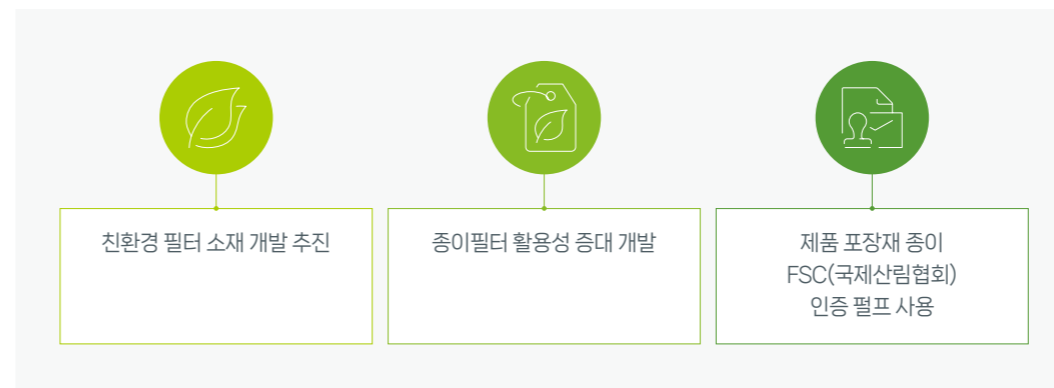 친환경 필터 소재 개발 추진
종이필터 활용성 증대 개발
제품 포장재 종이
FSC(국제산림협회)
인증 펄프 사용